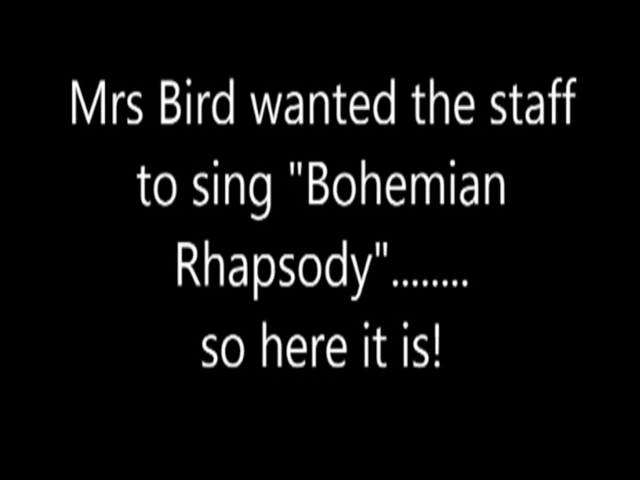 Mrs Bird wanted the staff
to sing "Bohemian
Rhapsody"........
so here it is!